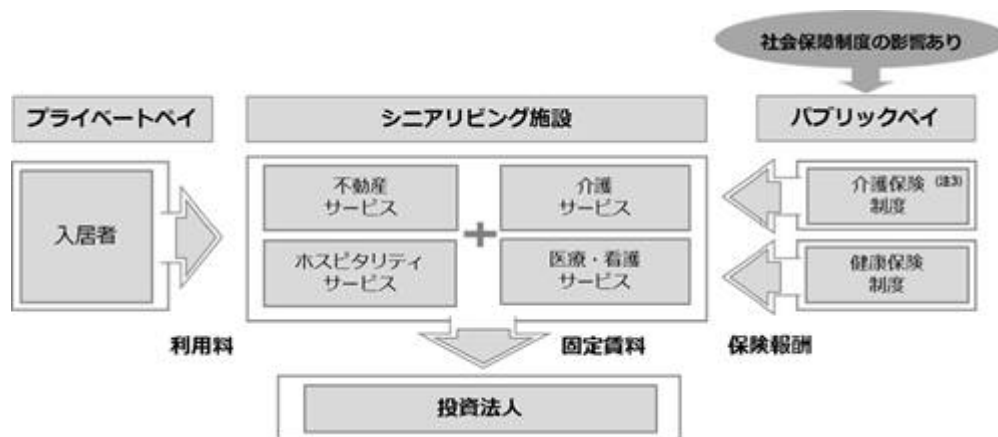 社会保障制度の影響あり
プライベートペイ
シニアリビング施設
パブリックペイ
入居者
不動産
サービス
介護
サービス
ホスピタリティ
サービス
医療・看護
サービス
+
介護保険 (注3)
制度
健康保険
制度
利用料
固定賃料
保険報酬
投資法人